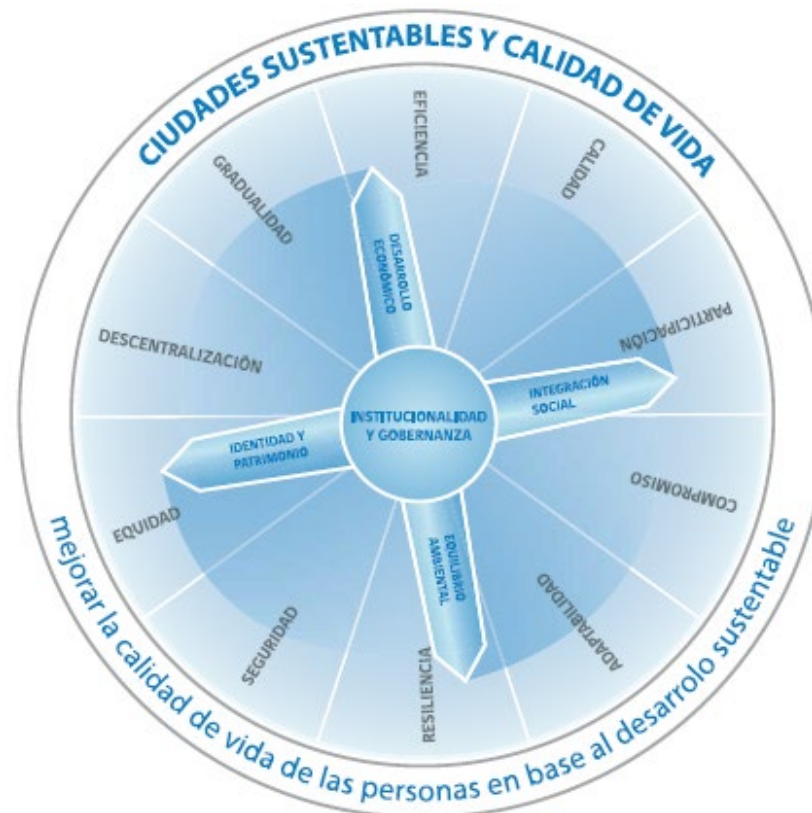 CIUDADES SUSTENTABLES Y CALIDAD DE VIDA
EFICIENCIA
CALIDAD
PARTICIPACIÓN
COMPROMISO
ADAPTABILIDAD
RESILIENCIA
SEGURIDAD
EQUIDAD
DESCENTRALIZACIÓN
GRADUALIDAD
DESARROLLO
ECONÓMICO
INTEGRACIÓN
SOCIAL
EQUILIBRIO
AMBIENTAL
IDENTIDAD Y
PATRIMONIO
INSTITUCIONALIDAD
Y GOBERNANZA
mejorar la calidad de vida de las personas en base al desarrolo sustentable